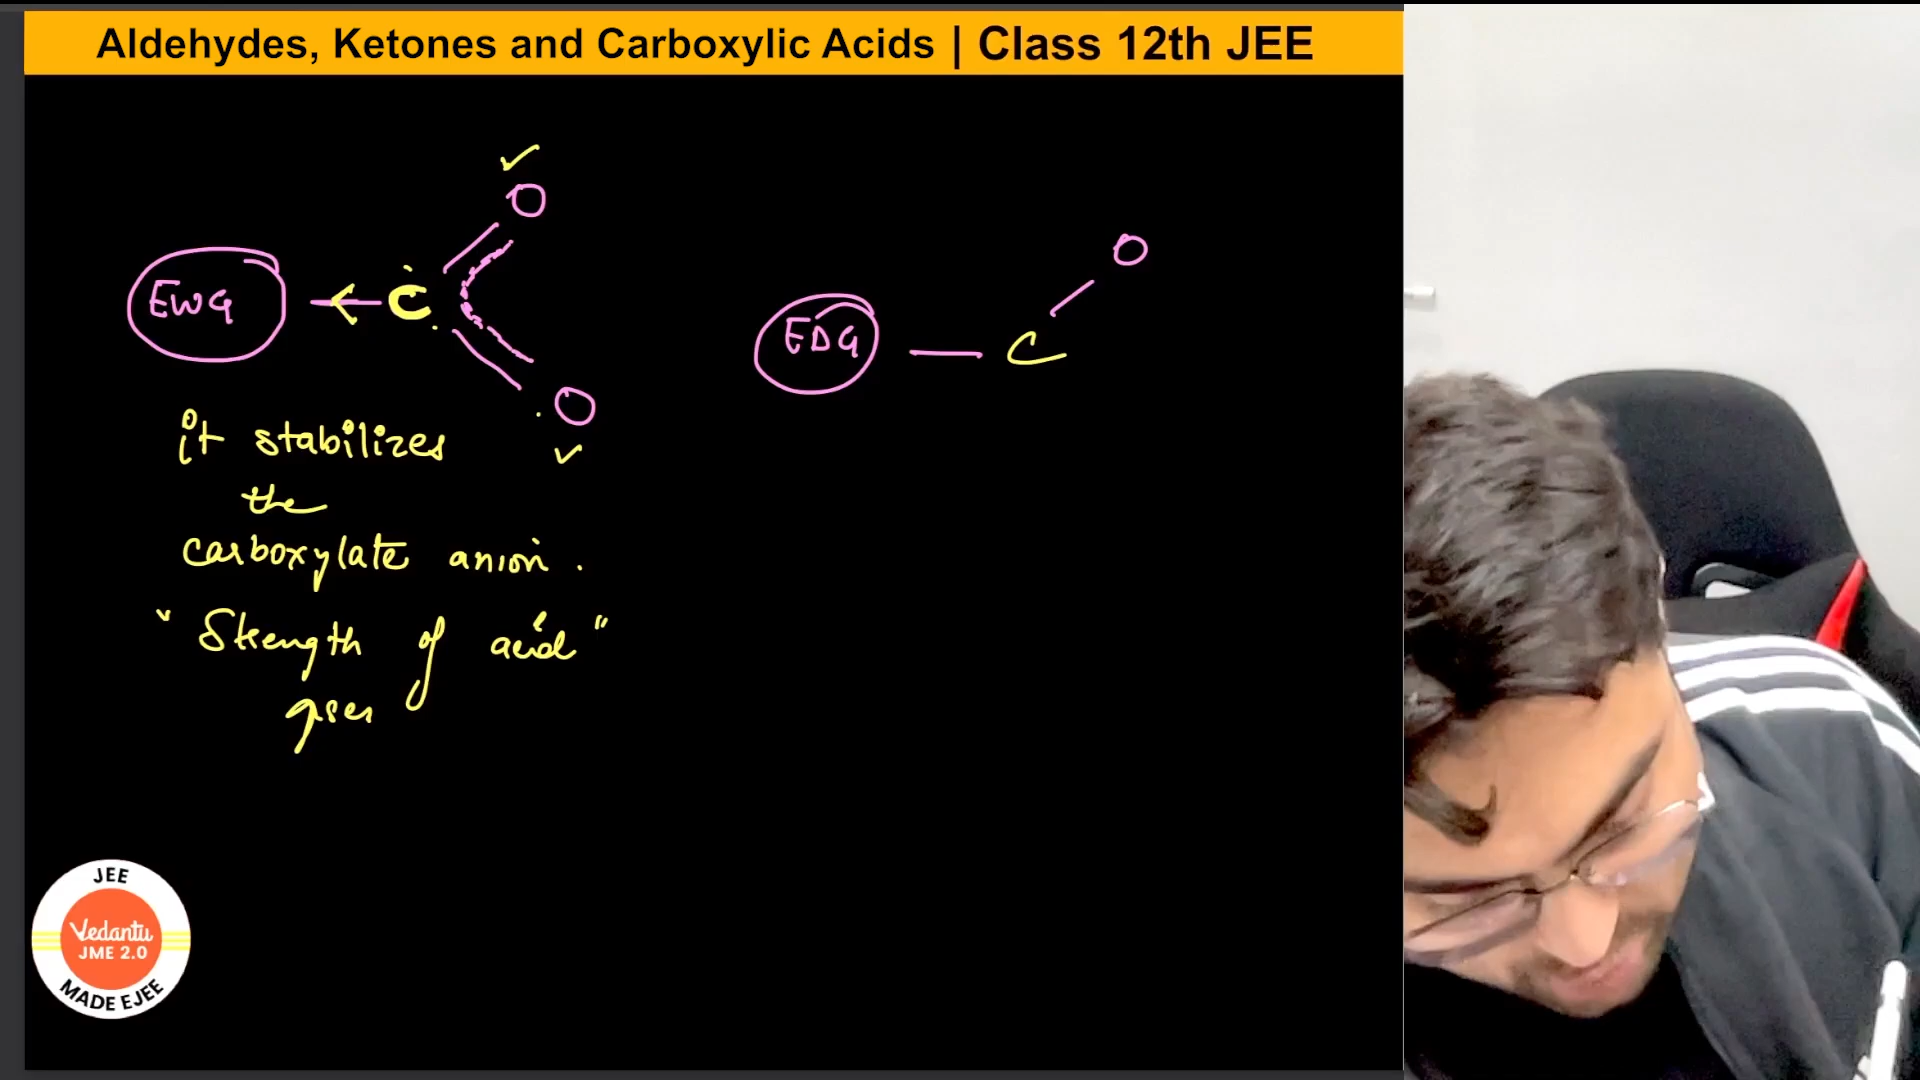 Aldehydes, Ketones and Carboxylic Acids | Class 12th JEE
O
EWG
C
O
it stabilizes
the
carboxylate anion.
"Strength of acid"
O
EDG
C
JEE
Vedantu
JME 2.0
MADE EJEE